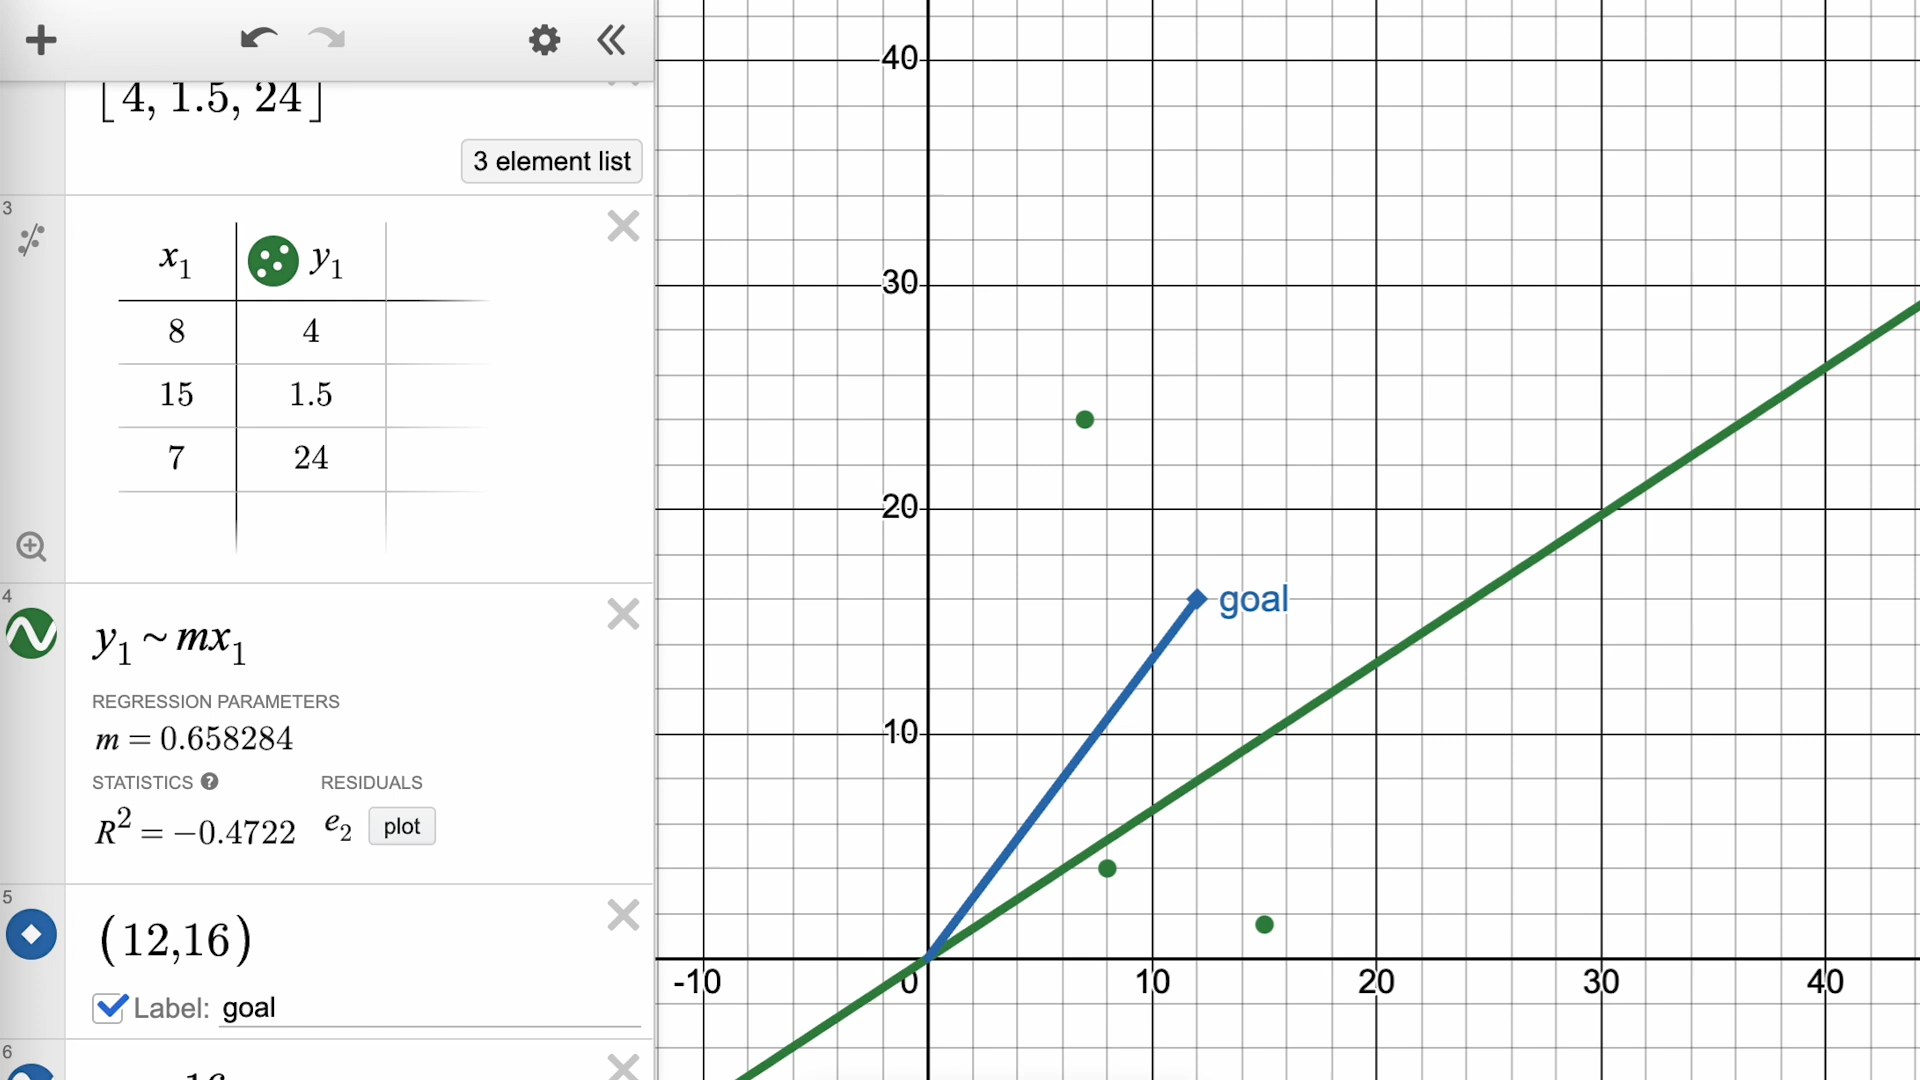 [4, 1.5, 24]
3 element list
3
x₁ y₁
8 4
15 1.5
7 24
4
y₁ ~ mx₁
REGRESSION PARAMETERS
m = 0.658284
STATISTICS ? RESIDUALS
R² = −0.4722 e₂ plot
5
(12,16)
Label: goal
6
40
30
20
10
goal
-10 0 10 20 30 40